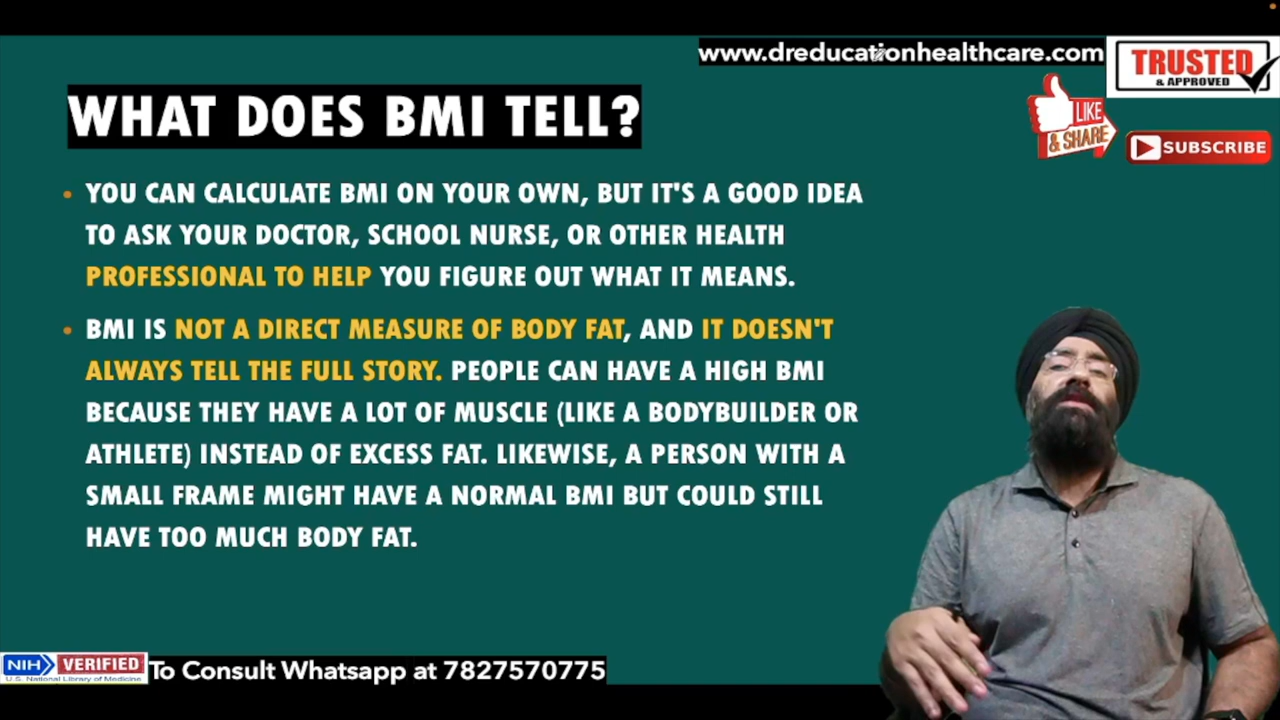 www.dreducationhealthcare.com
TRUSTED
& APPROVED
WHAT DOES BMI TELL?
LIKE
& SHARE
SUBSCRIBE
• YOU CAN CALCULATE BMI ON YOUR OWN, BUT IT'S A GOOD IDEA
TO ASK YOUR DOCTOR, SCHOOL NURSE, OR OTHER HEALTH
PROFESSIONAL TO HELP YOU FIGURE OUT WHAT IT MEANS.
• BMI IS NOT A DIRECT MEASURE OF BODY FAT, AND IT DOESN'T
ALWAYS TELL THE FULL STORY. PEOPLE CAN HAVE A HIGH BMI
BECAUSE THEY HAVE A LOT OF MUSCLE (LIKE A BODYBUILDER OR
ATHLETE) INSTEAD OF EXCESS FAT. LIKEWISE, A PERSON WITH A
SMALL FRAME MIGHT HAVE A NORMAL BMI BUT COULD STILL
HAVE TOO MUCH BODY FAT.
NIH VERIFIED
U.S. National Library of Medicine
To Consult Whatsapp at 7827570775